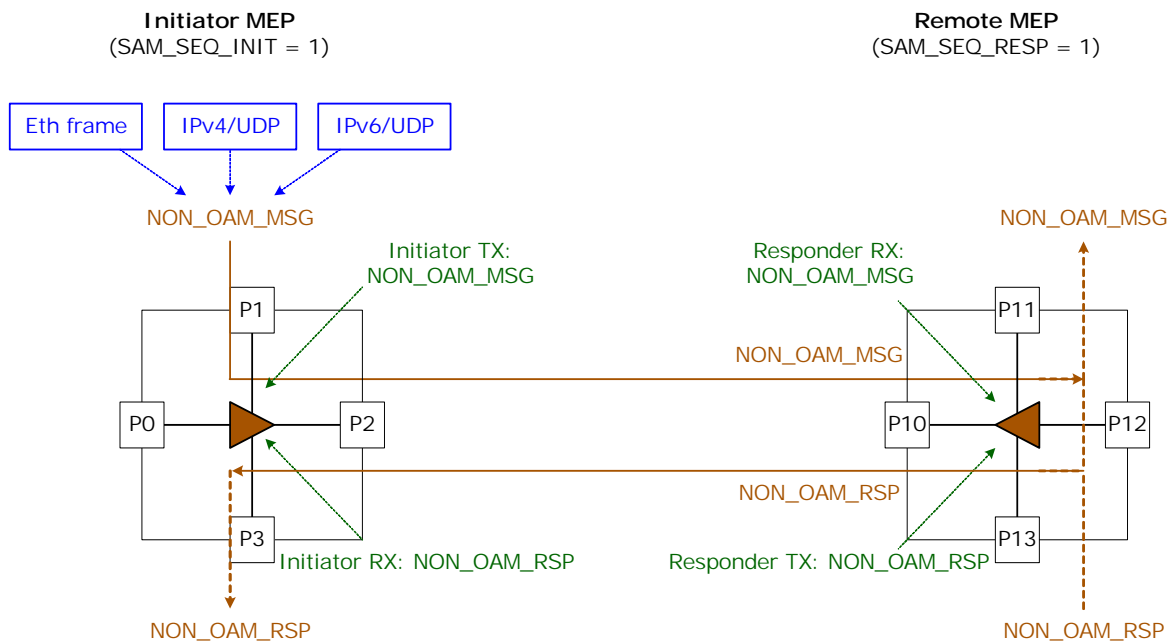 Initiator MEP
(SAM_SEQ_INIT = 1)
Remote MEP
(SAM_SEQ_RESP = 1)
Eth frame
IPv4/UDP
IPv6/UDP
NON_OAM_MSG
NON_OAM_MSG
Initiator TX:
NON_OAM_MSG
Responder RX:
NON_OAM_MSG
P1
P11
NON_OAM_MSG
P0
P2
P10
P12
NON_OAM_RSP
P3
P13
Initiator RX: NON_OAM_RSP
Responder TX: NON_OAM_RSP
NON_OAM_RSP
NON_OAM_RSP